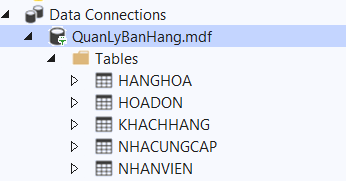 Data Connections
QuanLyBanHang.mdf
Tables
HANGHOA
HOADON
KHACHHANG
NHACUNGCAP
NHANVIEN